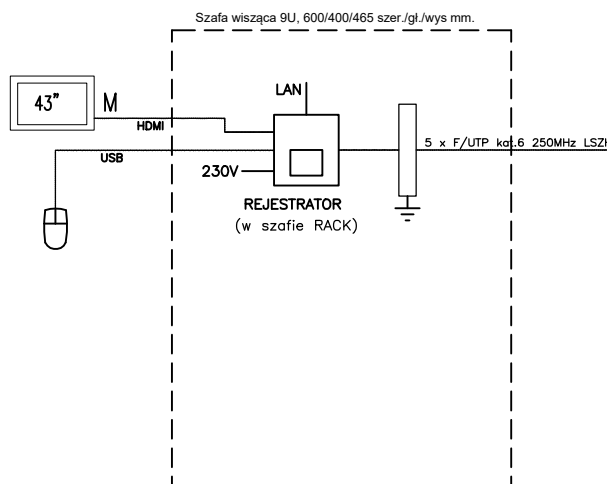 Szafa wisząca 9U, 600/400/465 szer./gł./wys mm.
43”
M
HDMI
USB
LAN
230V
REJESTRATOR
(w szafie RACK)
5 x F/UTP kat.6 250MHz LSZH